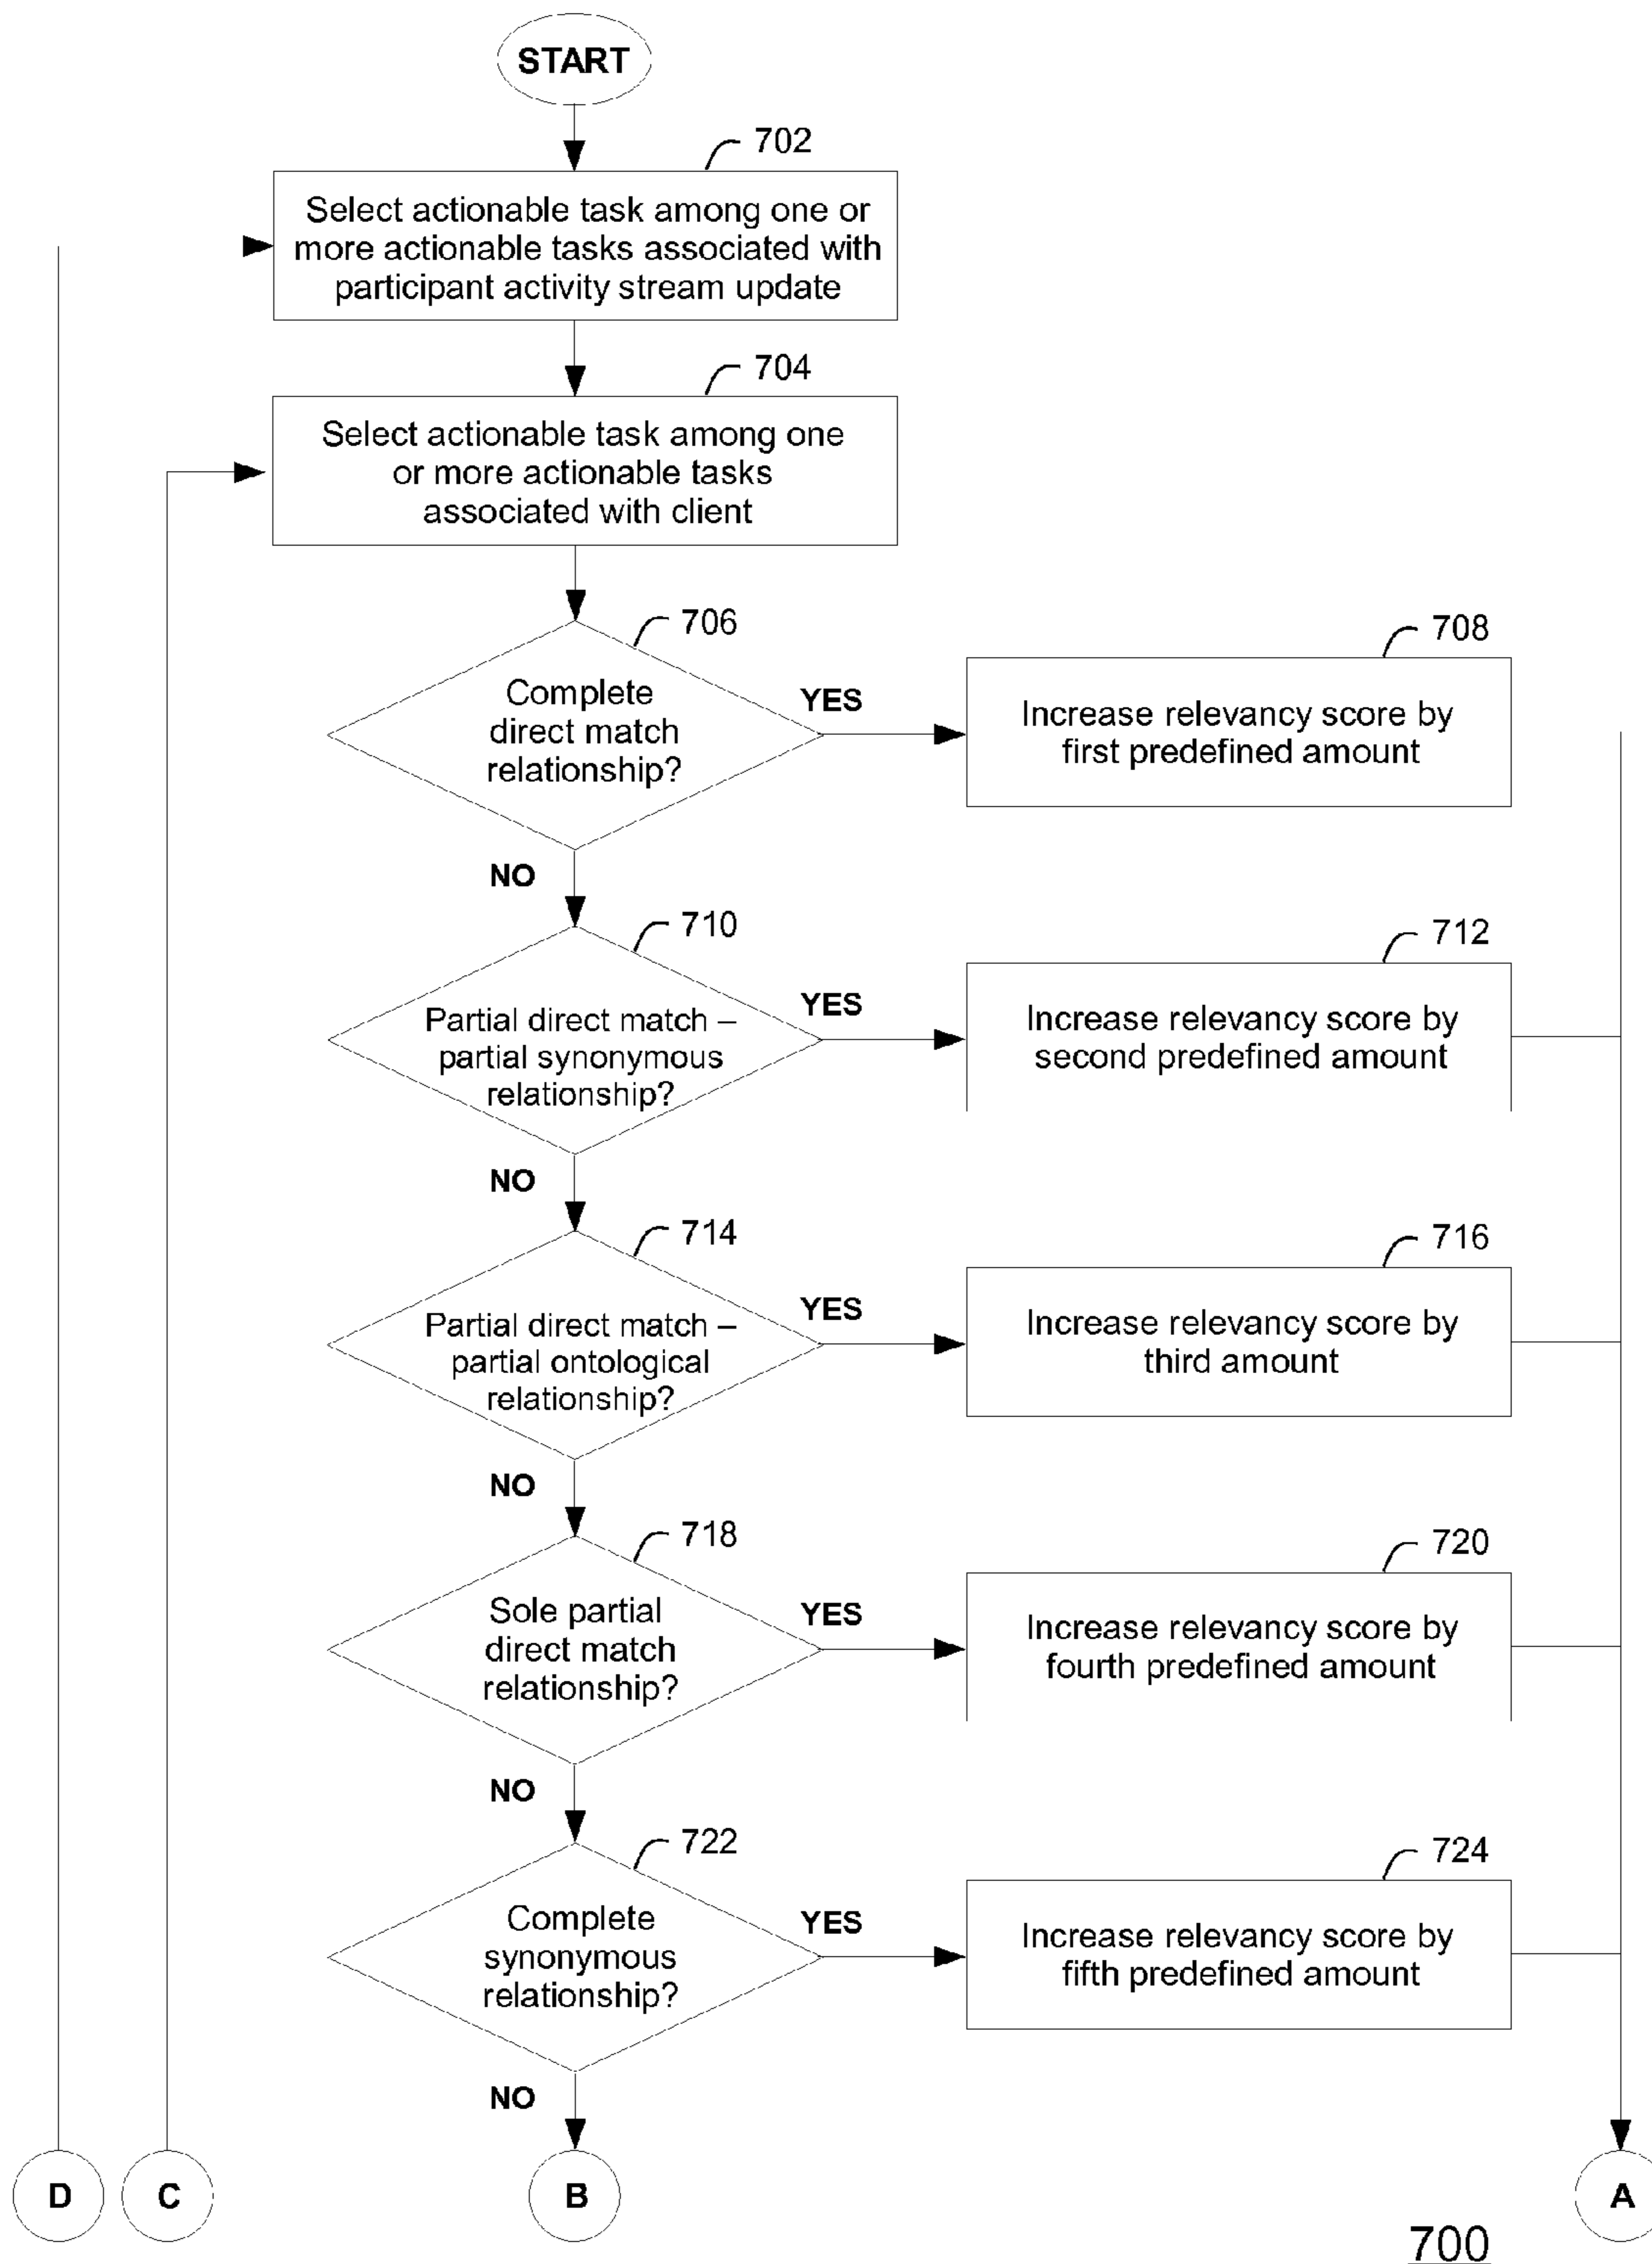 START
702
Select actionable task among one or
more actionable tasks associated with
participant activity stream update
704
Select actionable task among one
or more actionable tasks
associated with client
706
Complete
direct match
relationship?
YES
708
Increase relevancy score by
first predefined amount
NO
710
Partial direct match –
partial synonymous
relationship?
YES
712
Increase relevancy score by
second predefined amount
NO
714
Partial direct match –
partial ontological
relationship?
YES
716
Increase relevancy score by
third amount
NO
718
Sole partial
direct match
relationship?
YES
720
Increase relevancy score by
fourth predefined amount
NO
722
Complete
synonymous
relationship?
YES
724
Increase relevancy score by
fifth predefined amount
NO
D
C
B
A
700